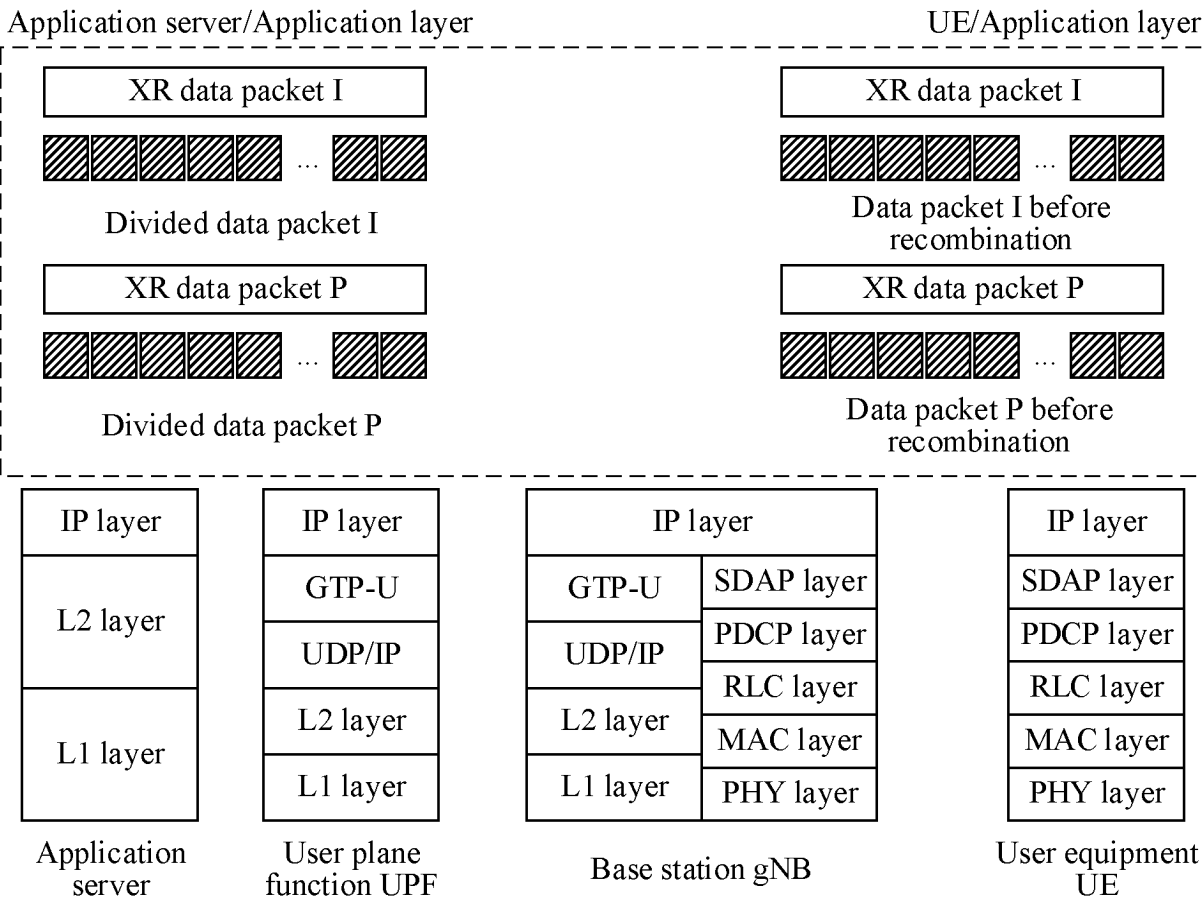 Application server/Application layer
UE/Application layer
XR data packet I
...
Divided data packet I
XR data packet P
...
Divided data packet P
XR data packet I
...
Data packet I before
recombination
XR data packet P
...
Data packet P before
recombination
IP layer
L2 layer
L1 layer
Application
server
IP layer
GTP-U
UDP/IP
L2 layer
L1 layer
User plane
function UPF
IP layer
GTP-U
UDP/IP
L2 layer
L1 layer
SDAP layer
PDCP layer
RLC layer
MAC layer
PHY layer
Base station gNB
IP layer
SDAP layer
PDCP layer
RLC layer
MAC layer
PHY layer
User equipment
UE